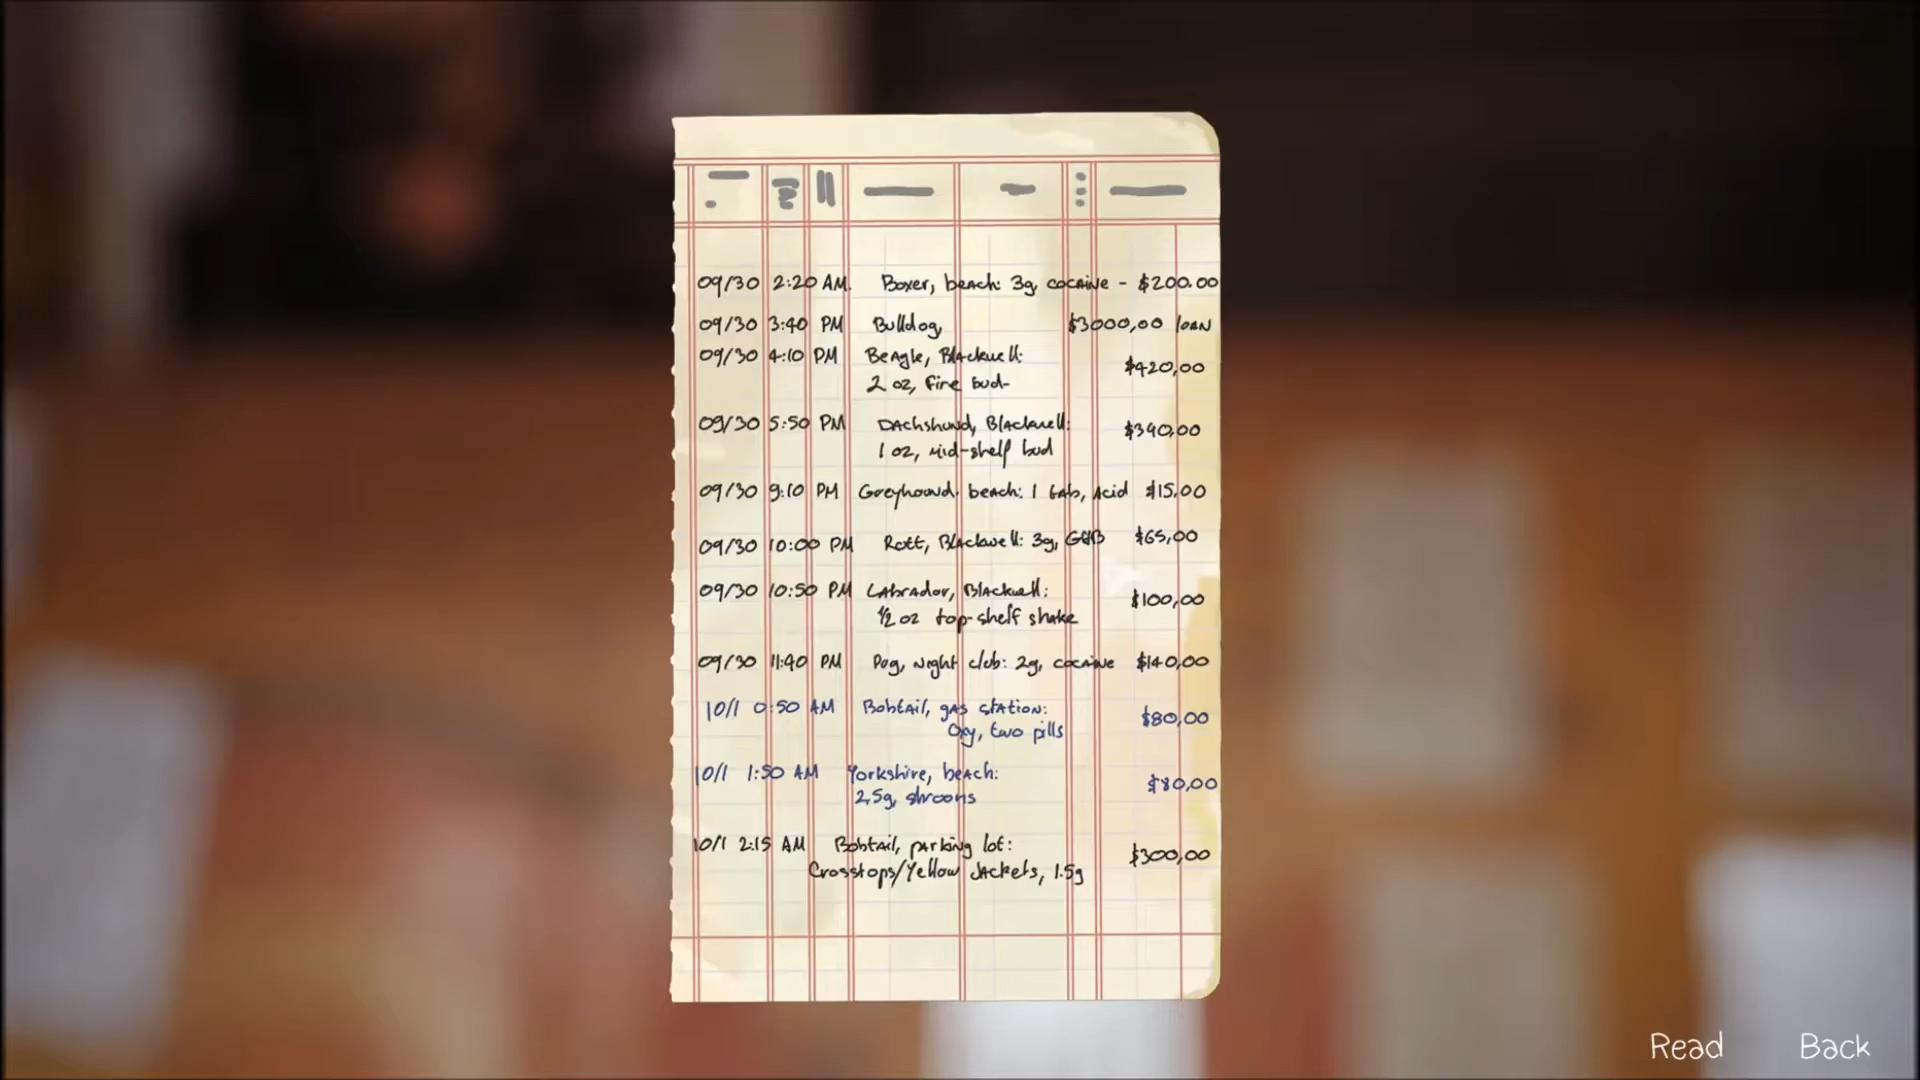 09/30 2:20 AM. Boxer, beach: 3g, cocaine - $200.00
09/30 3:40 PM Bulldog, $3000,00 loan
09/30 4:10 PM Beagle, Blackwell:
2 oz, fine bud- $420,00
09/30 5:50 PM Dachshund, Blackwell:
1 oz, mid-shelf bud $340,00
09/30 9:10 PM Greyhound, beach: 1 tab, acid $15,00
09/30 10:00 PM Rott, Blackwell: 3g, GHB $65,00
09/30 10:50 PM Labrador, Blackwell:
1/2 oz top-shelf shake $100,00
09/30 11:40 PM Pog, night club: 2g, cocaine $140,00
10/1 0:50 AM Bobtail, gas station:
Oxy, two pills $80,00
10/1 1:50 AM Yorkshire, beach:
2,5g, shrooms $80,00
10/1 2:15 AM Bobtail, parking lot:
Crosstops/Yellow Jackets, 1.5g $300,00
Read Back